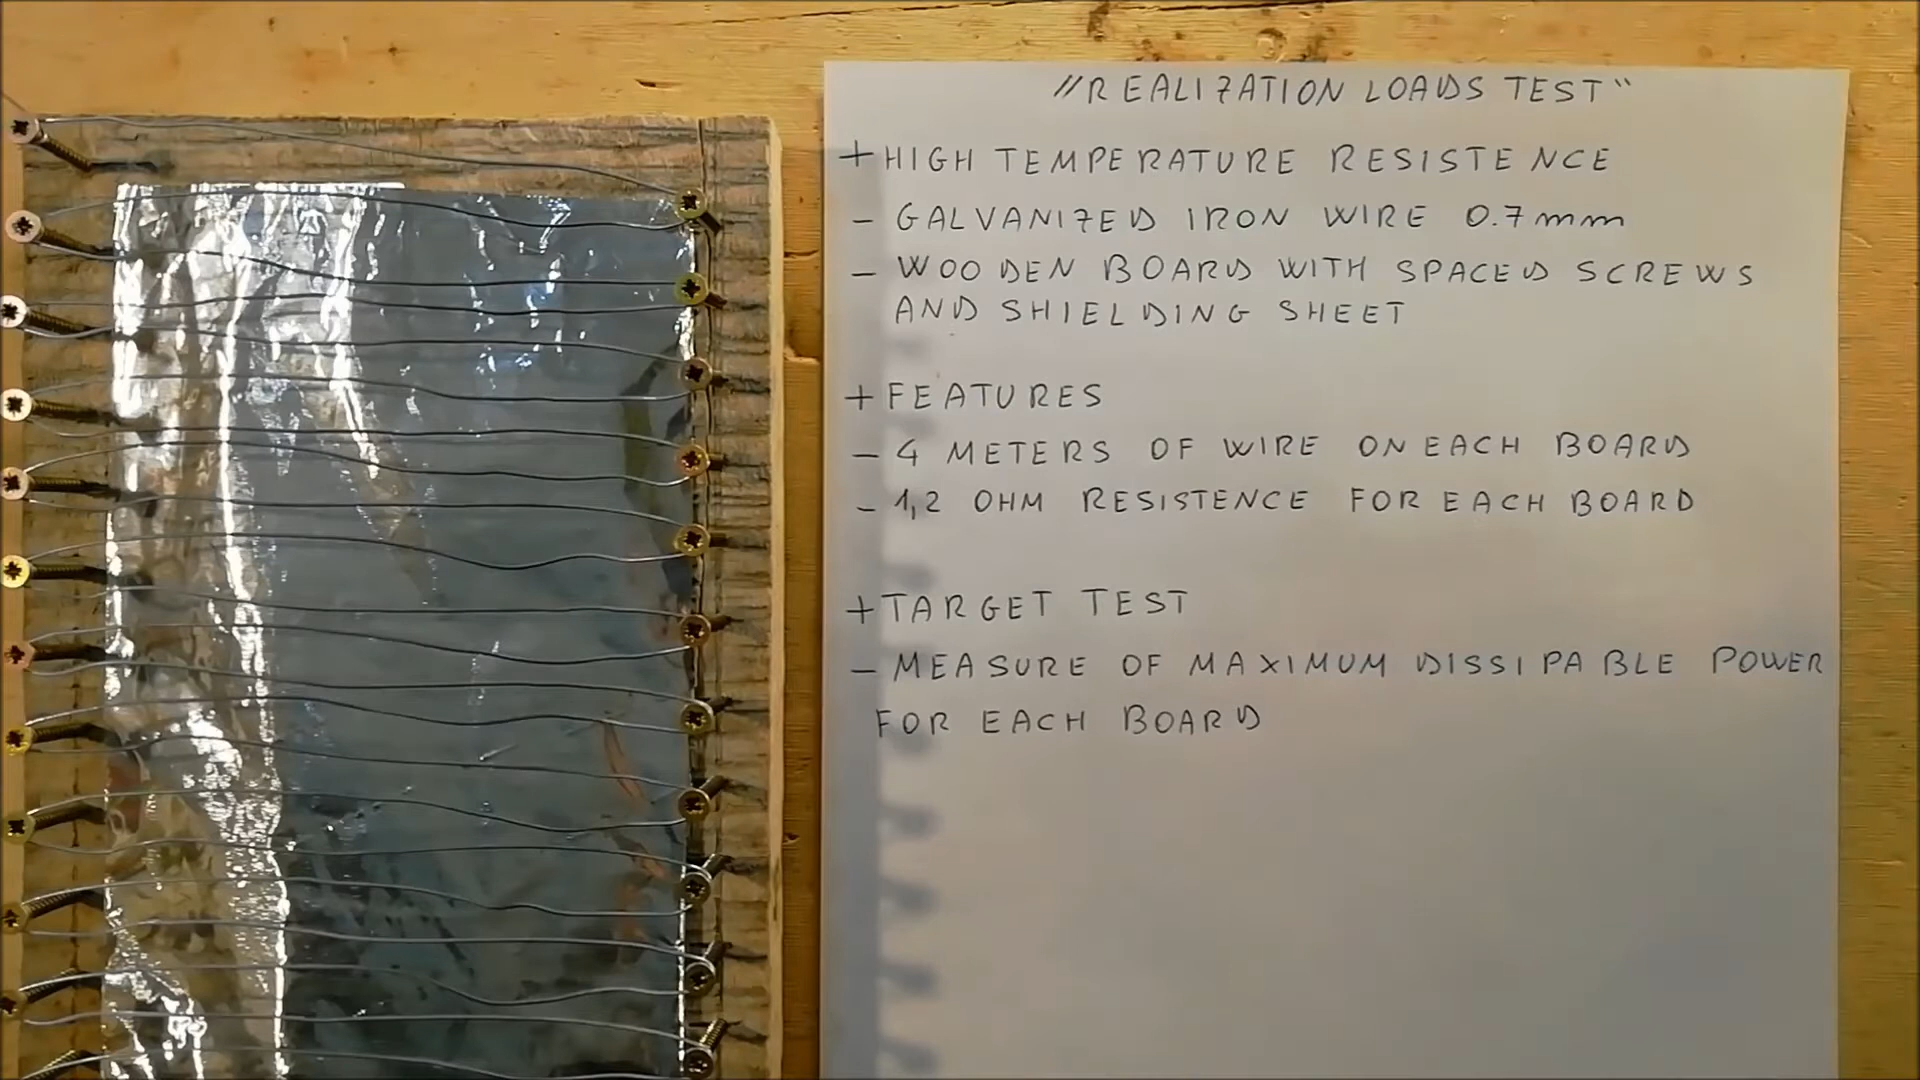 "REALIZATION LOADS TEST"
+ HIGH TEMPERATURE RESISTENCE
- GALVANIZED IRON WIRE 0.7mm
- WOODEN BOARD WITH SPACED SCREWS
AND SHIELDING SHEET
+ FEATURES
- 4 METERS OF WIRE ON EACH BOARD
- 1,2 OHM RESISTENCE FOR EACH BOARD
+ TARGET TEST
- MEASURE OF MAXIMUM DISSIPABLE POWER
FOR EACH BOARD